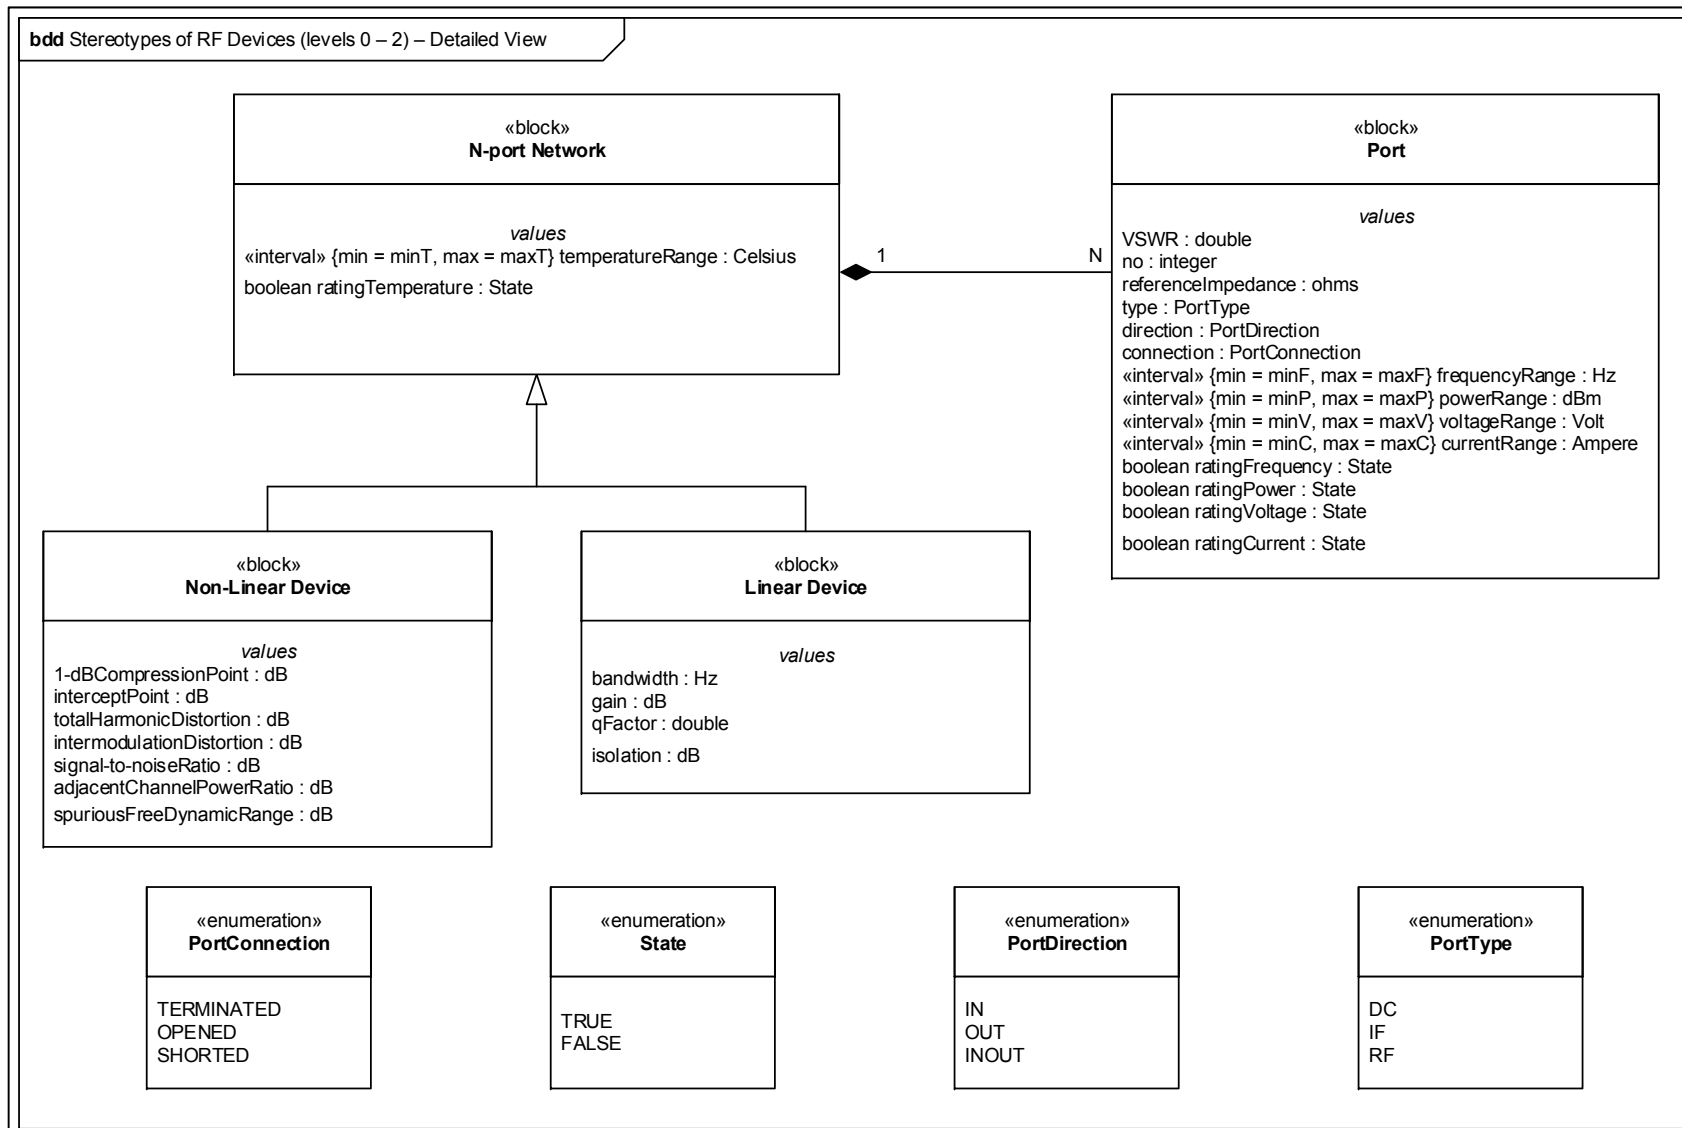 bdd Stereotypes of RF Devices (levels 0 – 2) – Detailed View
«block»
N-port Network
values
«interval» {min = minT, max = maxT} temperatureRange : Celsius
boolean ratingTemperature : State
1
N
«block»
Port
values
VSWR : double
no : integer
referenceImpedance : ohms
type : PortType
direction : PortDirection
connection : PortConnection
«interval» {min = minF, max = maxF} frequencyRange : Hz
«interval» {min = minP, max = maxP} powerRange : dBm
«interval» {min = minV, max = maxV} voltageRange : Volt
«interval» {min = minC, max = maxC} currentRange : Ampere
boolean ratingFrequency : State
boolean ratingPower : State
boolean ratingVoltage : State
boolean ratingCurrent : State
«block»
Non-Linear Device
values
1-dBCompressionPoint : dB
interceptPoint : dB
totalHarmonicDistortion : dB
intermodulationDistortion : dB
signal-to-noiseRatio : dB
adjacentChannelPowerRatio : dB
spuriousFreeDynamicRange : dB
«block»
Linear Device
values
bandwidth : Hz
gain : dB
qFactor : double
isolation : dB
«enumeration»
PortConnection
TERMINATED
OPENED
SHORTED
«enumeration»
State
TRUE
FALSE
«enumeration»
PortDirection
IN
OUT
INOUT
«enumeration»
PortType
DC
IF
RF